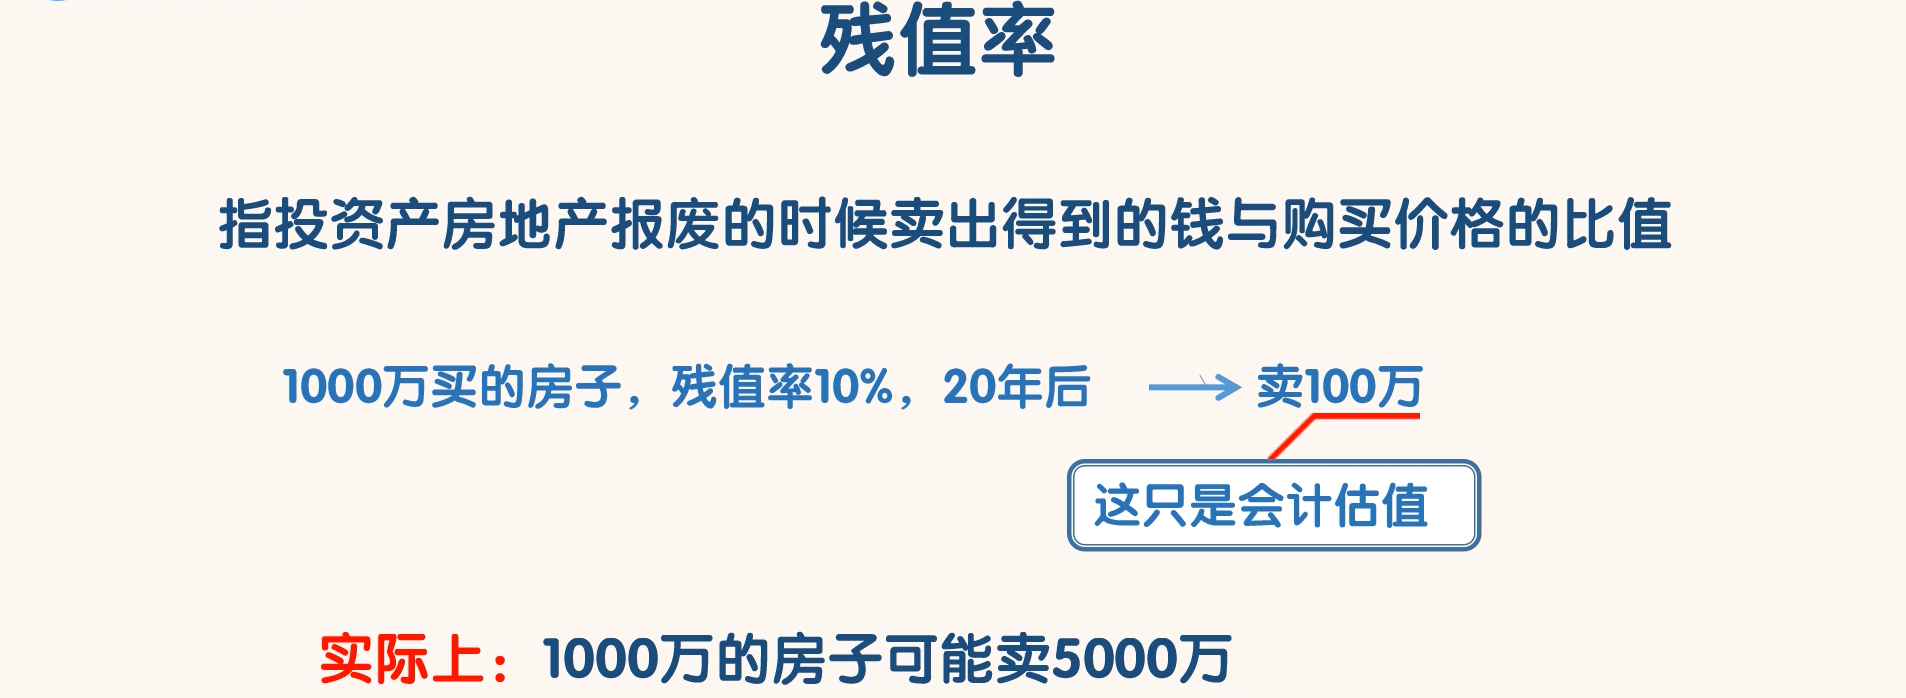 残值率
指投资产房地产报废的时候卖出得到的钱与购买价格的比值
1000万买的房子，残值率10%，20年后 → 卖100万
这只是会计估值
实际上：1000万的房子可能卖5000万